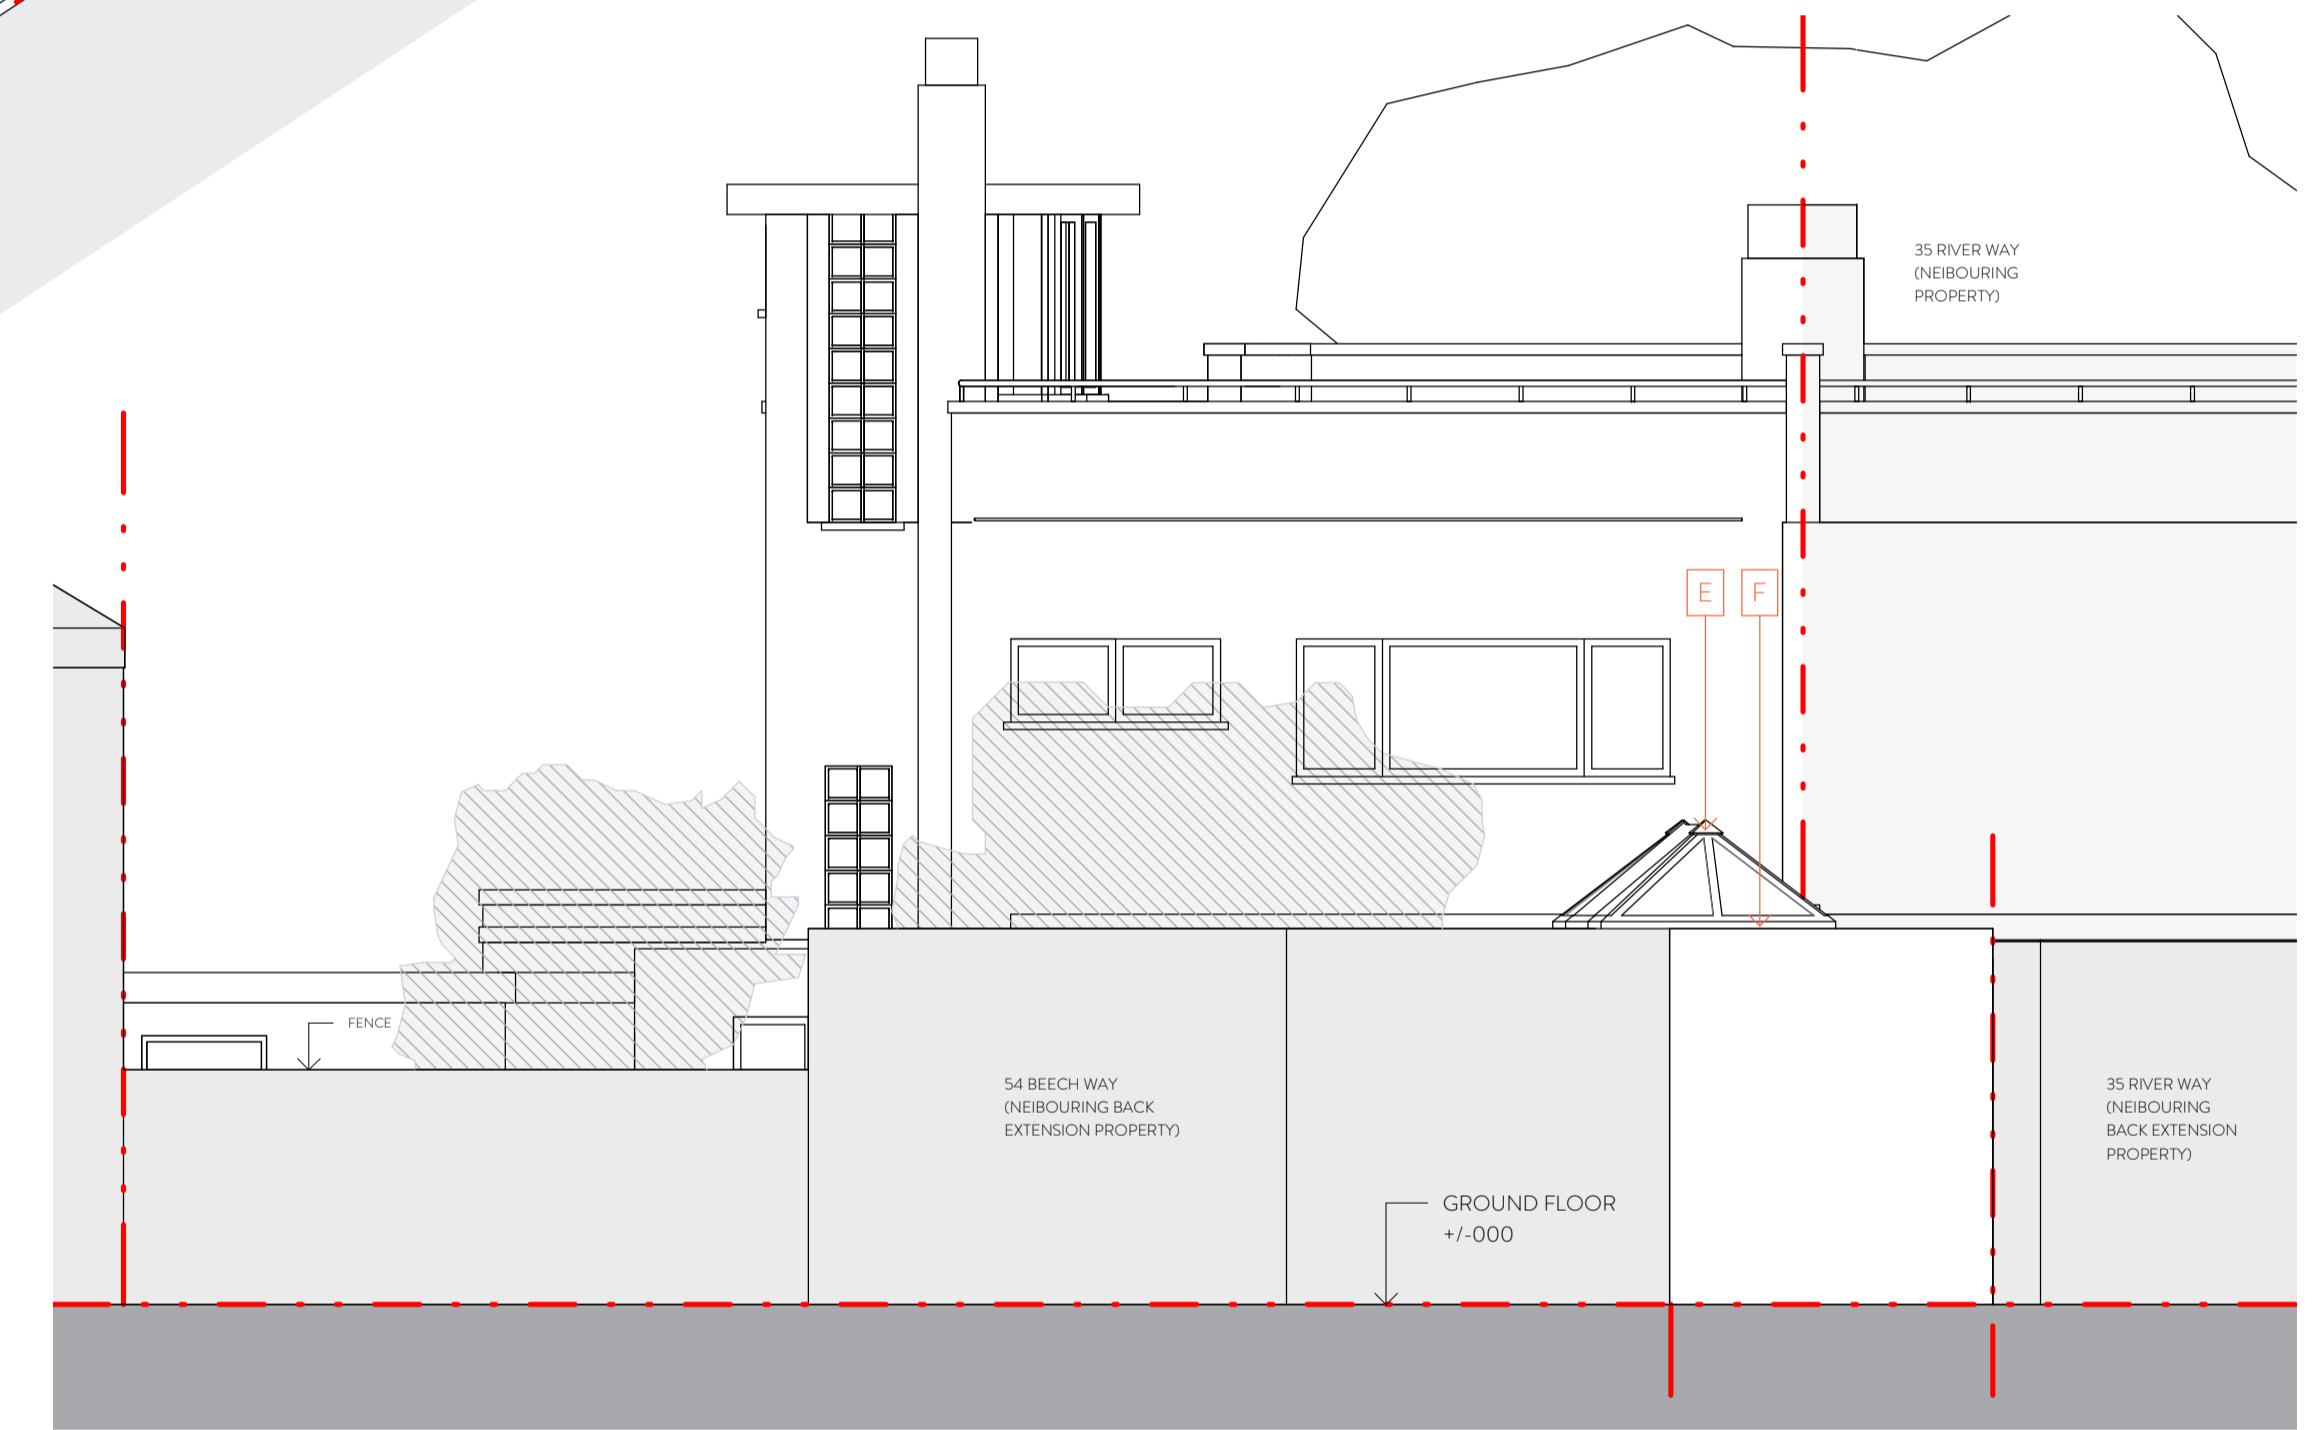 35 RIVER WAY
(NEIBOURING
PROPERTY)
E
F
FENCE
54 BEECH WAY
(NEIBOURING BACK
EXTENSION PROPERTY)
35 RIVER WAY
(NEIBOURING
BACK EXTENSION
PROPERTY)
GROUND FLOOR
+/-000